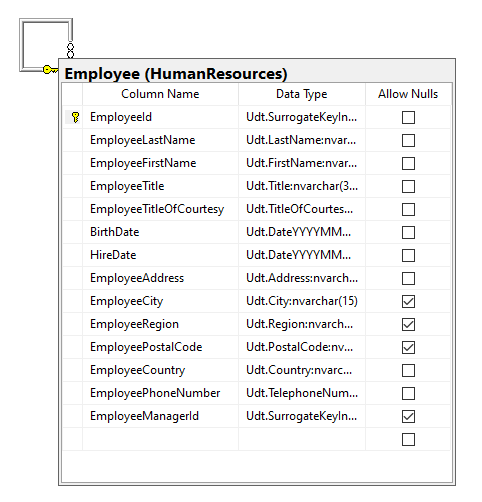 Employee (HumanResources)
Column Name Data Type Allow Nulls
EmployeeId Udt.SurrogateKeyIn...
EmployeeLastName Udt.LastName:nvar...
EmployeeFirstName Udt.FirstName:nvar...
EmployeeTitle Udt.Title:nvarchar(3...
EmployeeTitleOfCourtesy Udt.TitleOfCourtes...
BirthDate Udt.DateYYYYMM...
HireDate Udt.DateYYYYMM...
EmployeeAddress Udt.Address:nvarch...
EmployeeCity Udt.City:nvarchar(15)
EmployeeRegion Udt.Region:nvarch...
EmployeePostalCode Udt.PostalCode:nv...
EmployeeCountry Udt.Country:nvarc...
EmployeePhoneNumber Udt.TelephoneNum...
EmployeeManagerId Udt.SurrogateKeyIn...